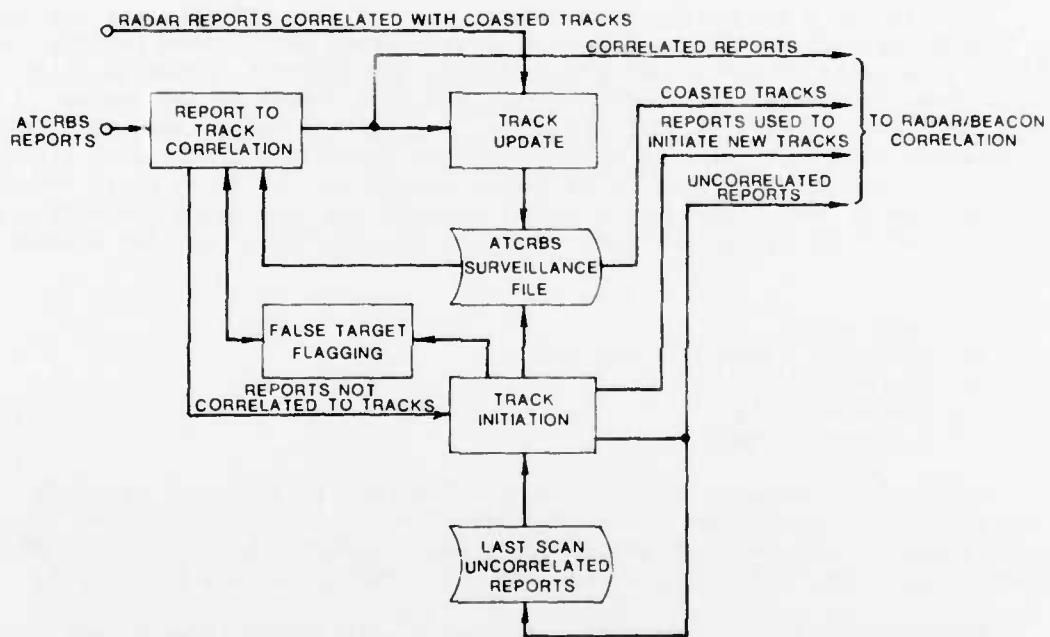 RADAR REPORTS CORRELATED WITH COASTED TRACKS
CORRELATED REPORTS
ATCRBS
REPORTS
REPORT TO
TRACK
CORRELATION
TRACK
UPDATE
COASTED TRACKS
REPORTS USED TO
INITIATE NEW TRACKS
TO RADAR/BEACON
CORRELATION
UNCORRELATED
REPORTS
ATCRBS
SURVEILLANCE
FILE
FALSE TARGET
FLAGGING
REPORTS NOT
CORRELATED TO TRACKS
TRACK
INITIATION
LAST SCAN
UNCORRELATED
REPORTS